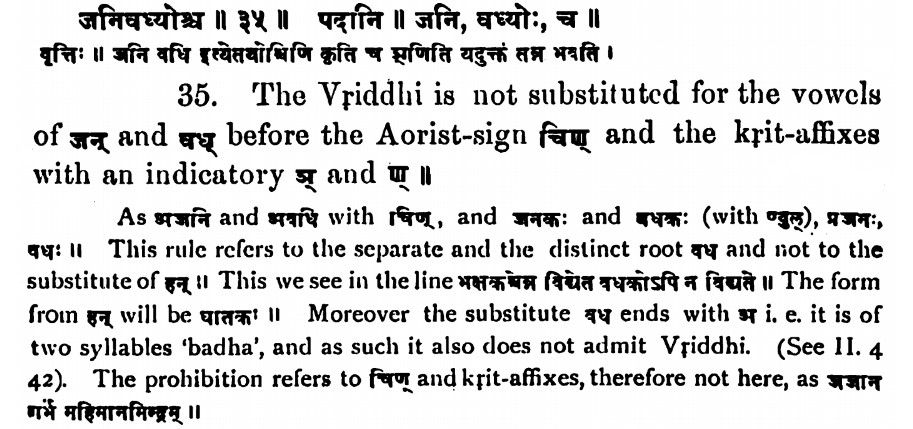 जनिवध्योश्च ॥ ३५ ॥ पदानि ॥ जनि, वध्योः, च ॥
वृत्तिः ॥ जनि वधि इत्येतयोश्चिणि कृति च ञ्णिति यदुक्तं तन्न भवति ।
35. The Vṛiddhi is not substituted for the vowels
of जन् and वध् before the Aorist-sign चिण् and the kṛit-affixes
with an indicatory ञ् and ण् ॥
As अजनि and अवधि with चिण्, and जनकः and वधकः (with ण्वुल्), प्रजनः,
वधः ॥ This rule refers to the separate and the distinct root वध and not to the
substitute of हन् ॥ This we see in the line भक्षकश्चेन्न विद्येत वधकोऽपि न विद्यते ॥ The form
from हन् will be घातकः ॥ Moreover the substitute वध ends with अ i. e. it is of
two syllables 'badha', and as such it also does not admit Vṛiddhi. (See II. 4
42). The prohibition refers to चिण् and kṛit-affixes, therefore not here, as जजान
गर्भं महिमानमिन्द्रम् ॥